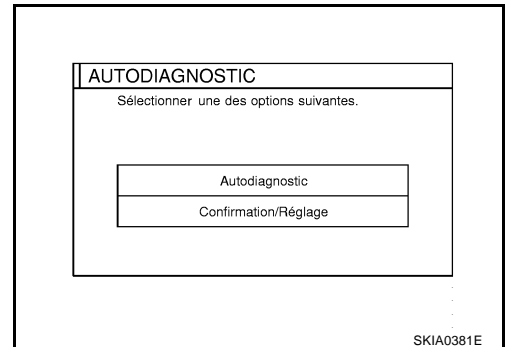 AUTODIAGNOSTIC
Sélectionner une des options suivantes.
Autodiagnostic
Confirmation/Réglage
SKIA0381E